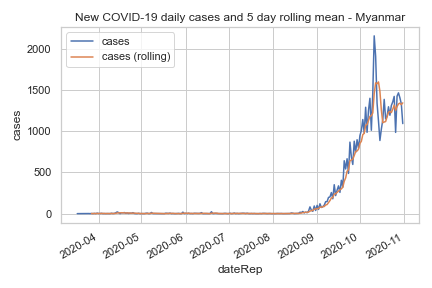 New COVID-19 daily cases and 5 day rolling mean - Myanmar
cases
cases (rolling)
2000
1500
1000
500
0
cases
2020-04
2020-05
2020-06
2020-07
2020-08
2020-09
2020-10
2020-11
dateRep